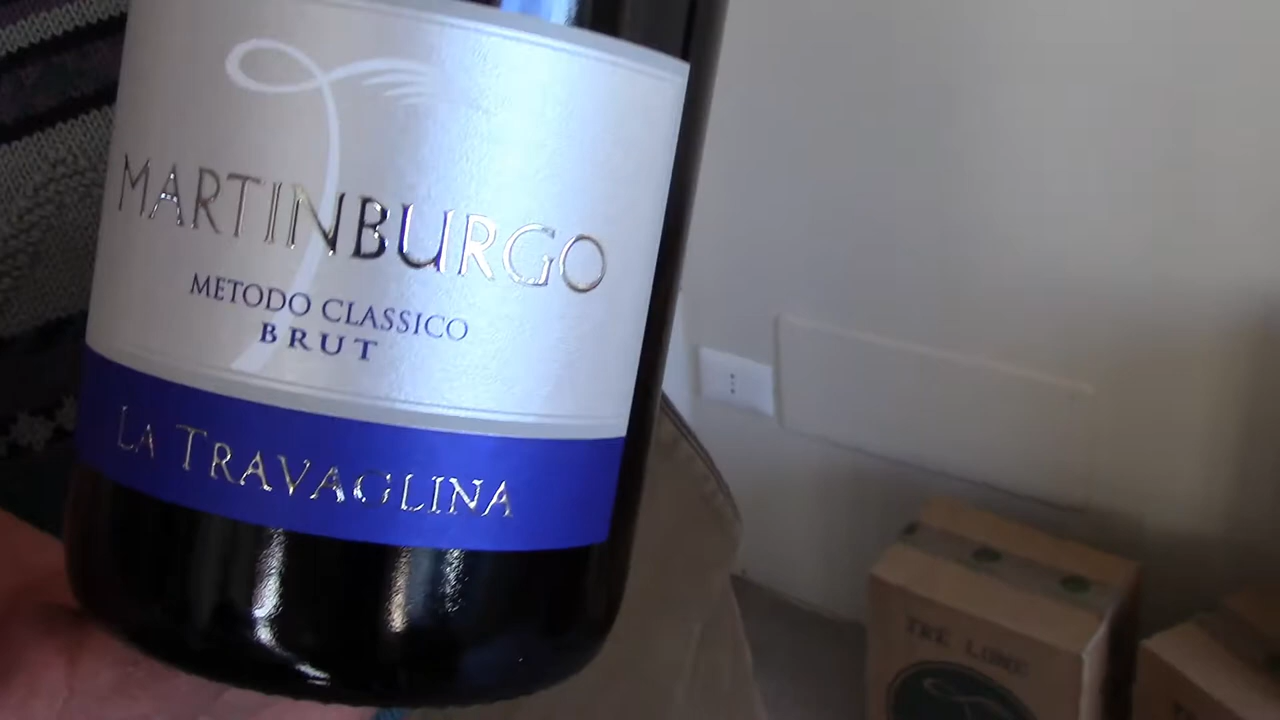 MARTINBURGO
METODO CLASSICO
BRUT
LA TRAVAGLINA
TRE LUNE